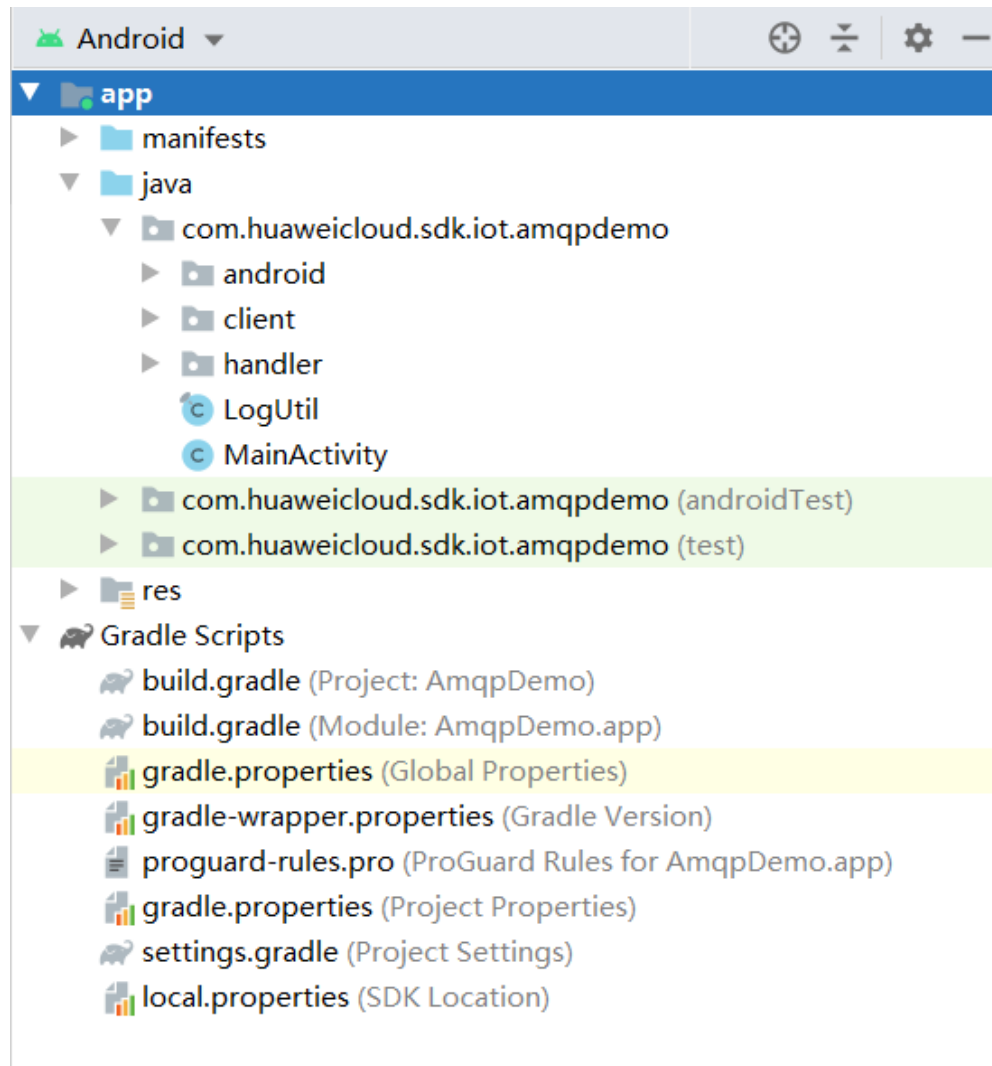 Android
app
manifests
java
com.huaweicloud.sdk.iot.amqpdemo
android
client
handler
C LogUtil
C MainActivity
com.huaweicloud.sdk.iot.amqpdemo (androidTest)
com.huaweicloud.sdk.iot.amqpdemo (test)
res
Gradle Scripts
build.gradle (Project: AmqpDemo)
build.gradle (Module: AmqpDemo.app)
gradle.properties (Global Properties)
gradle-wrapper.properties (Gradle Version)
proguard-rules.pro (ProGuard Rules for AmqpDemo.app)
gradle.properties (Project Properties)
settings.gradle (Project Settings)
local.properties (SDK Location)